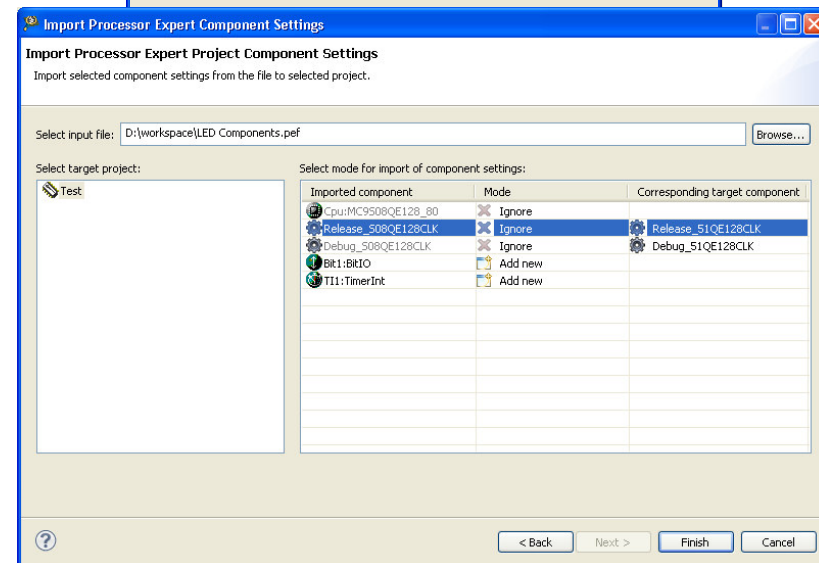 Import Processor Expert Component Settings
Import Processor Expert Project Component Settings
Import selected component settings from the file to selected project.
Select input file: D:\workspace\LED Components.pef Browse...
Select target project: Select mode for import of component settings:
Test
Imported component Mode Corresponding target component
Cpu:MC9S08QE128_80 Ignore
Release_S08QE128CLK Ignore Release_51QE128CLK
Debug_S08QE128CLK Ignore Debug_51QE128CLK
Bit1:BitIO Add new
TI1:TimerInt Add new
? < Back Next > Finish Cancel